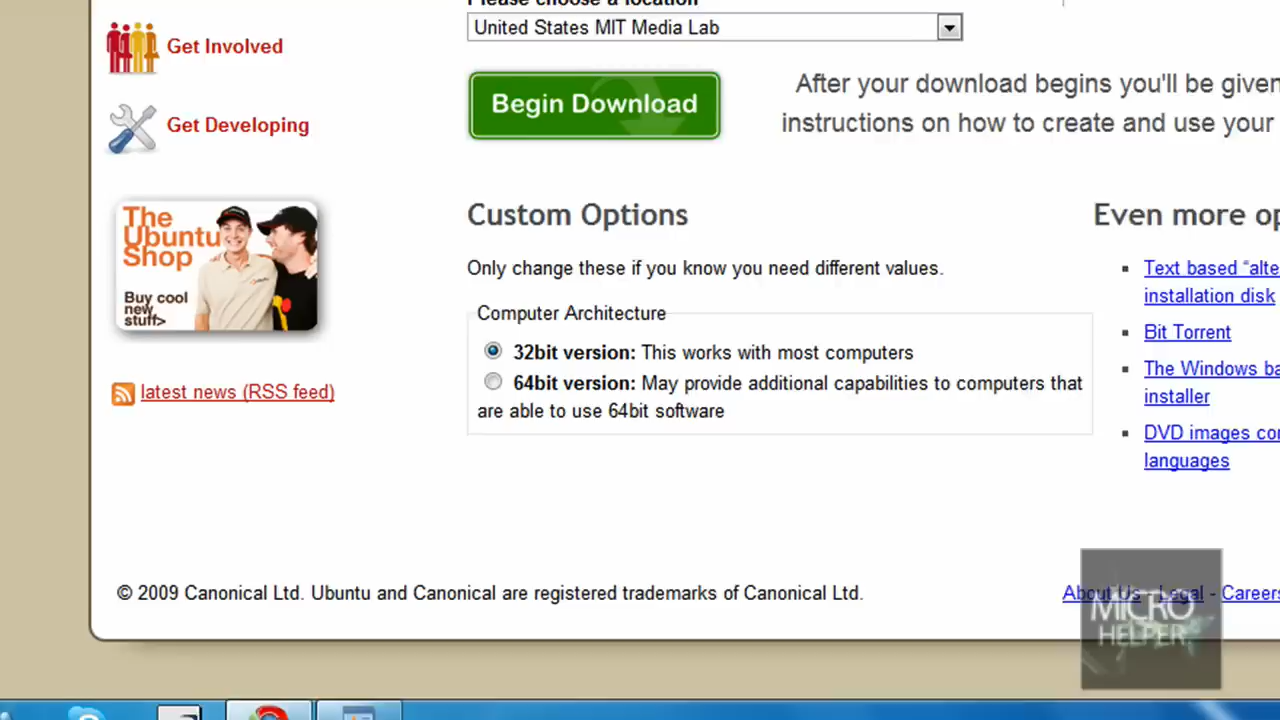 Please choose a location
United States MIT Media Lab
Get Involved
Begin Download
After your download begins you'll be given
instructions on how to create and use your
Get Developing
The
Ubuntu
Shop
Buy cool
new
stuff>
latest news (RSS feed)
Custom Options
Only change these if you know you need different values.
Computer Architecture
32bit version: This works with most computers
64bit version: May provide additional capabilities to computers that
are able to use 64bit software
Even more op
Text based “alte
installation disk
Bit Torrent
The Windows ba
installer
DVD images con
languages
© 2009 Canonical Ltd. Ubuntu and Canonical are registered trademarks of Canonical Ltd.
About Us - Legal - Careers
MICRO
HELPER